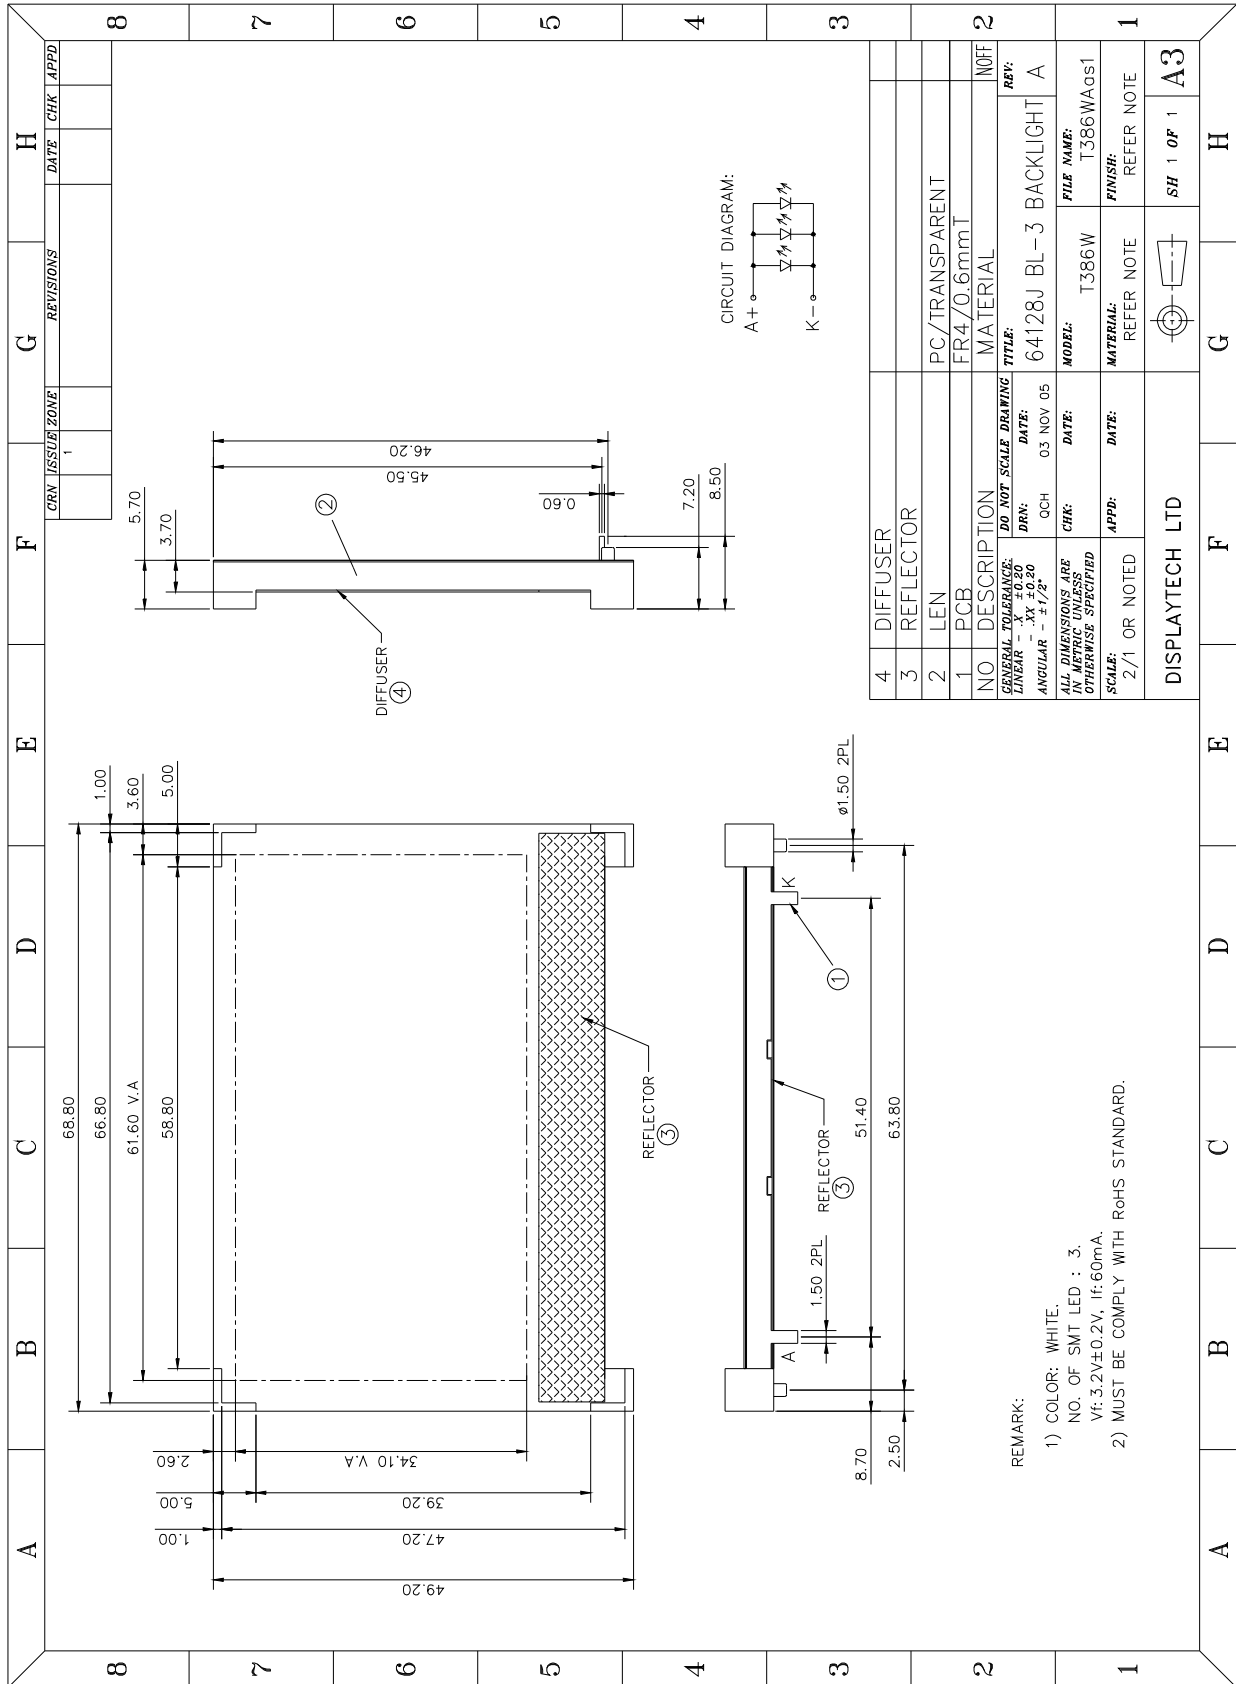 A B C D E F G H
8 7 6 5 4 3 2 1
CRN ISSUE ZONE REVISIONS DATE CHK APPD
1
68.80
66.80
61.60 V.A
58.80
1.00
3.60
5.00
2.60
34.10 V.A
5.00
39.20
1.00
47.20
49.20
REFLECTOR
3
5.70
3.70
46.20
45.50
0.60
7.20
8.50
2
DIFFUSER
4
CIRCUIT DIAGRAM:
A+
K-
A
K
1.50 2PL
ø1.50 2PL
1
REFLECTOR
3
8.70
51.40
2.50
63.80
REMARK:
1) COLOR: WHITE.
NO. OF SMT LED : 3.
Vf: 3.2V±0.2V, If:60mA.
2) MUST BE COMPLY WITH RoHS STANDARD.
4 DIFFUSER
3 REFLECTOR
2 LEN PC/TRANSPARENT
1 PCB FR4/0.6mmT
NO DESCRIPTION MATERIAL NOFF
GENERAL TOLERANCE:
LINEAR - .X ±0.20
- .XX ±0.20
ANGULAR - ±1/2°
ALL DIMENSIONS ARE
IN METRIC UNLESS
OTHERWISE SPECIFIED
SCALE:
2/1 OR NOTED
DO NOT SCALE DRAWING
DRN: DATE:
QCH 03 NOV 05
CHK: DATE:
APPD: DATE:
TITLE:
64128J BL-3 BACKLIGHT
REV:
A
MODEL:
T386W
FILE NAME:
T386WAas1
MATERIAL:
REFER NOTE
FINISH:
REFER NOTE
DISPLAYTECH LTD
SH 1 OF 1
A3
8 7 6 5 4 3 2 1
A B C D E F G H